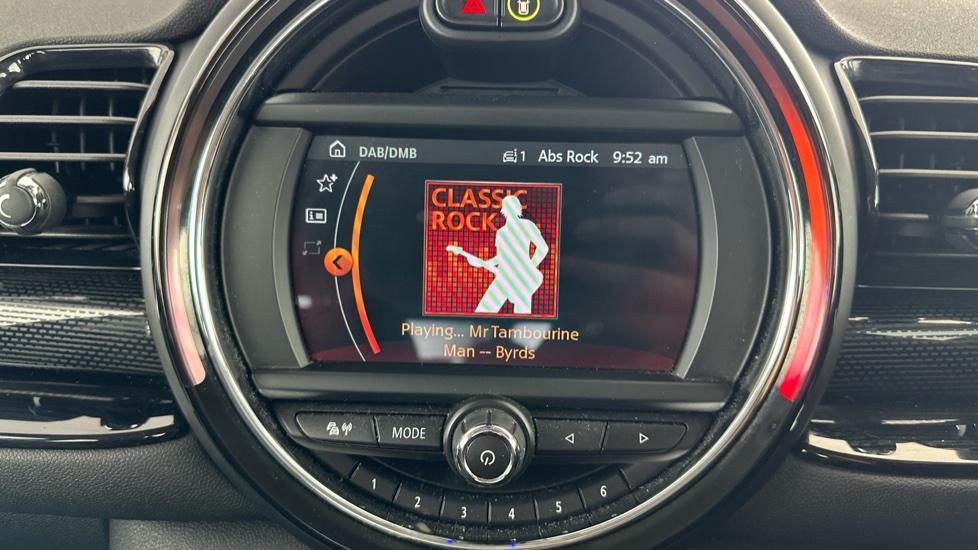 DAB/DMB 1 Abs Rock 9:52 am
CLASSIC
ROCK
Playing... Mr Tambourine
Man -- Byrds
MODE
1 2 3 4 5 6